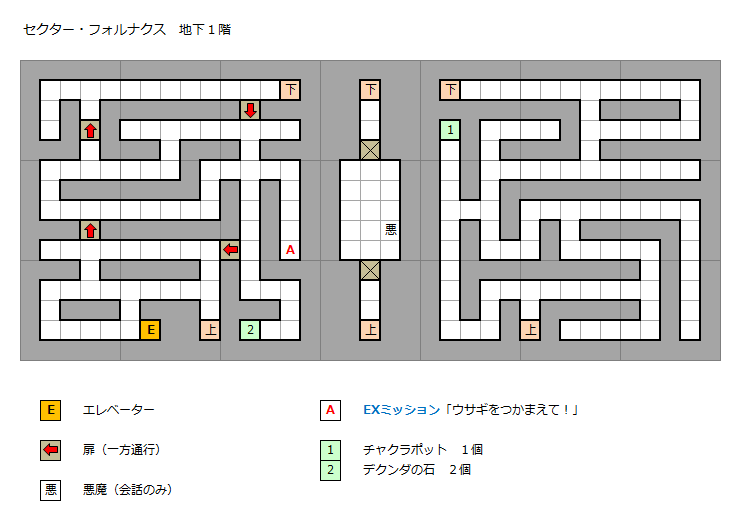 セクター・フォルナクス　地下１階
下 下 下
1
悪
A
E 上 2 上 上
E エレベーター
A EXミッション「ウサギをつかまえて！」
扉（一方通行）
1 チャクラポット　１個
2 デクンダの石　２個
悪 悪魔（会話のみ）